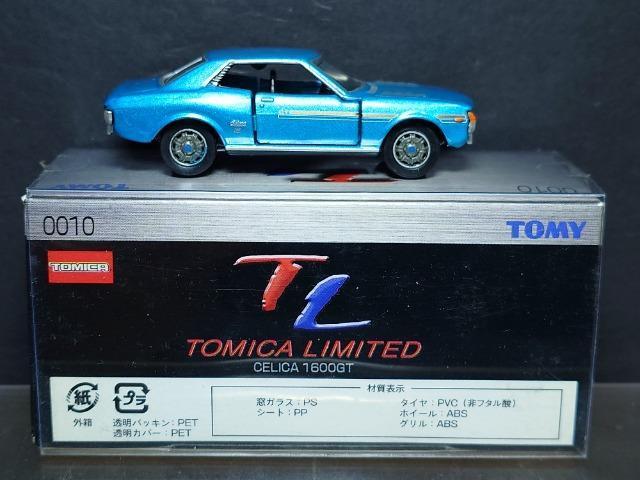 TOMY
0010
0010
TOMY
TOMICA
TL
TOMICA LIMITED
CELICA 1600GT
材質表示
紙
外箱
プラ
透明パッキン：PET
透明カバー：PET
窓ガラス：PS
シート：PP
タイヤ：PVC（非フタル酸）
ホイール：ABS
グリル：ABS